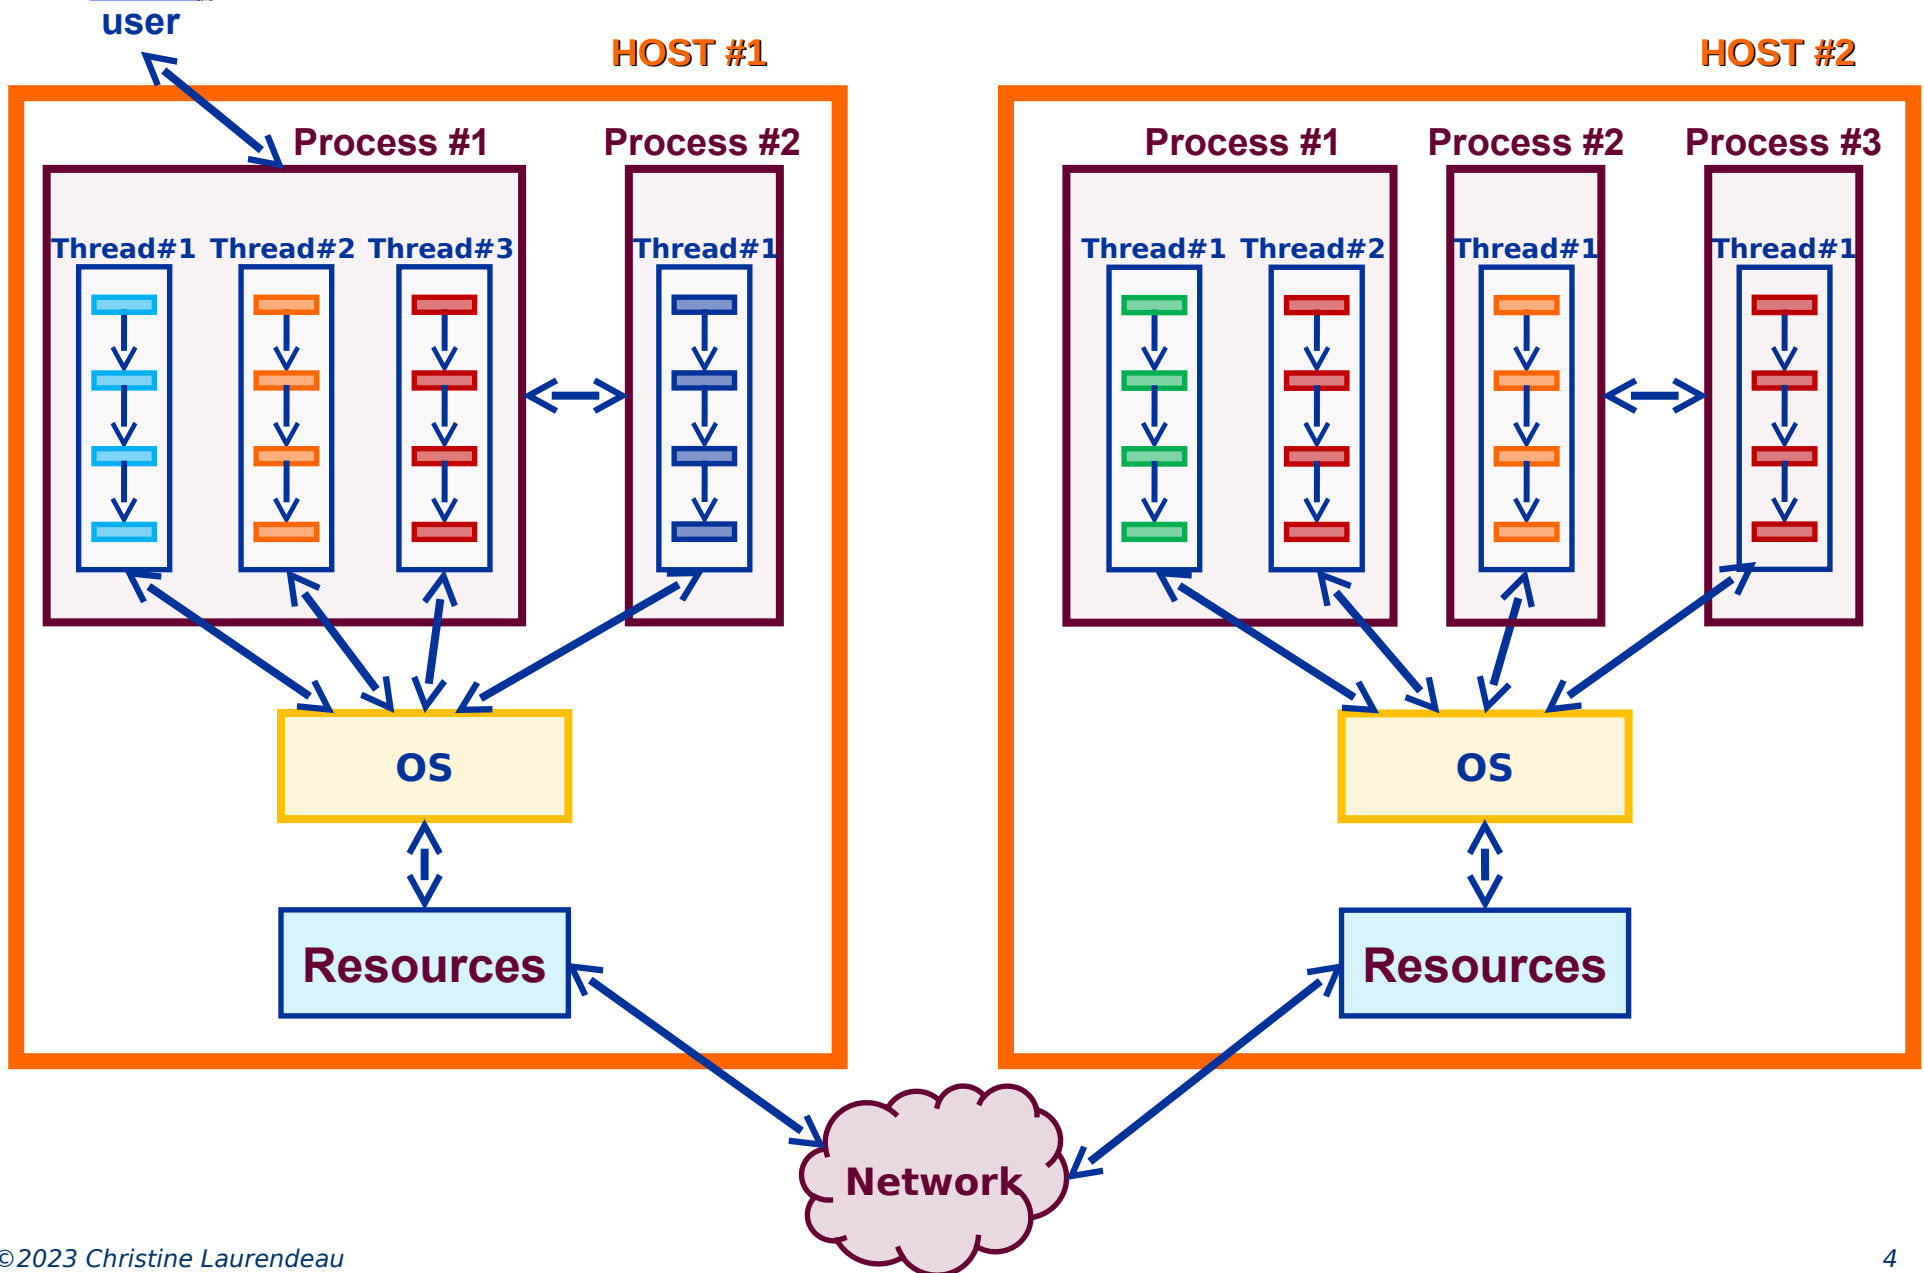 user
HOST #1
HOST #2
Process #1
Process #2
Process #1
Process #2
Process #3
Thread#1
Thread#2
Thread#3
Thread#1
Thread#1
Thread#2
Thread#1
Thread#1
OS
OS
Resources
Resources
Network
©2023 Christine Laurendeau
4